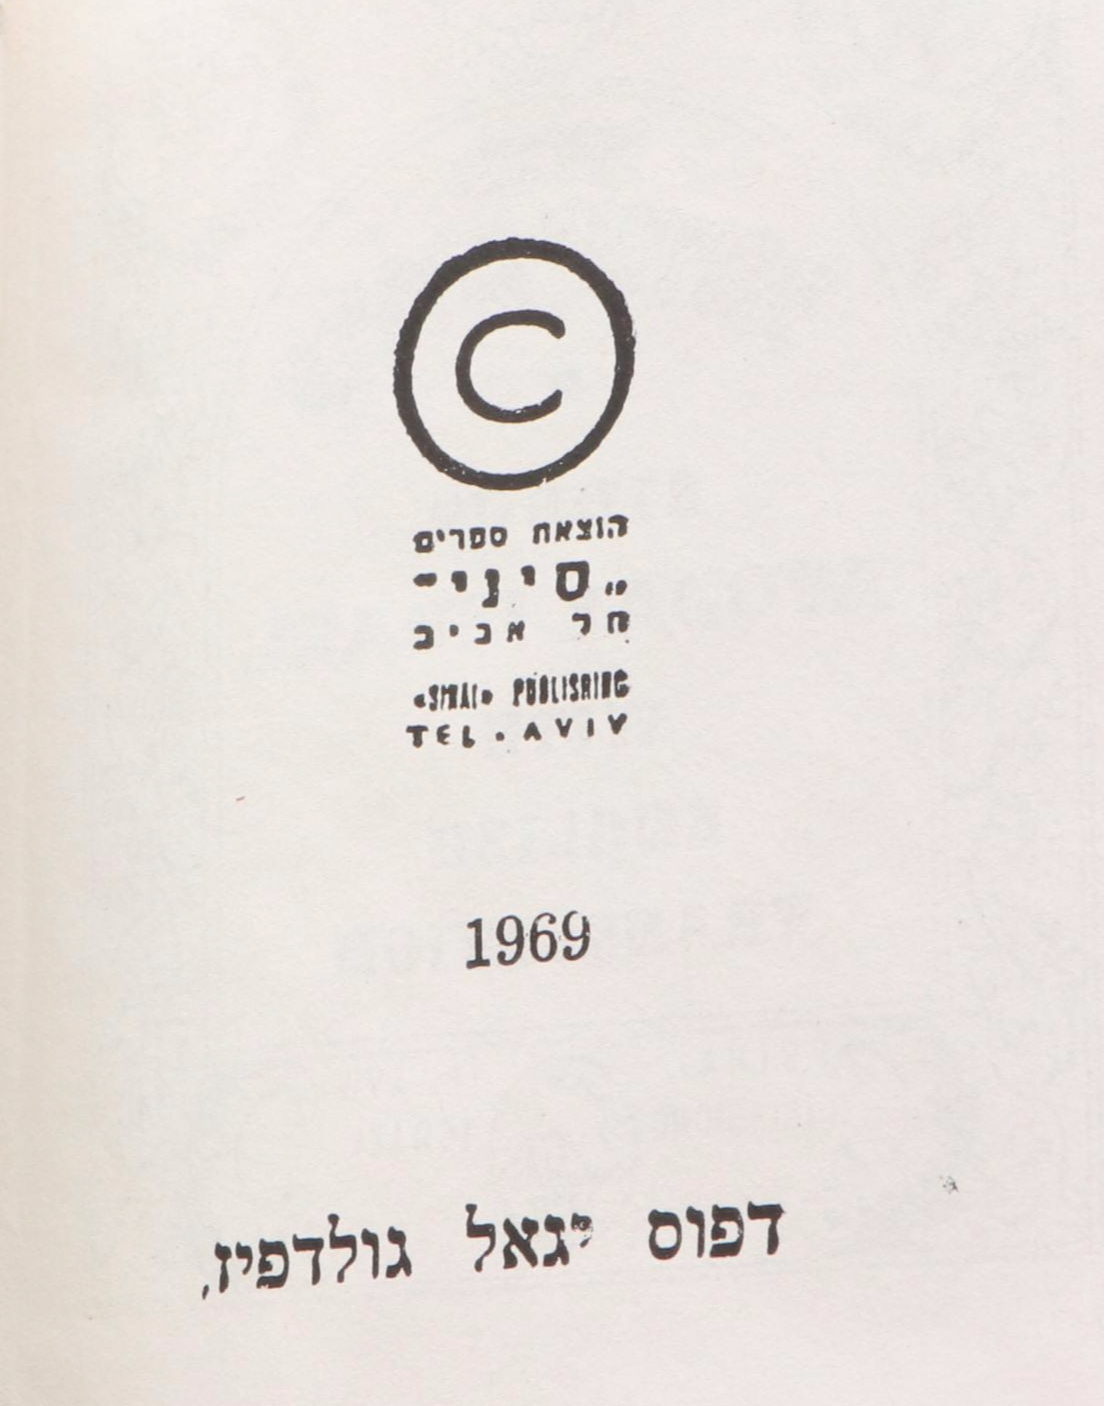 ©
הוצאת ספרים
„סיני"
תל אביב
«SINAI» PUBLISHING
TEL・AVIV
1969
דפוס יגאל גולדפיז,